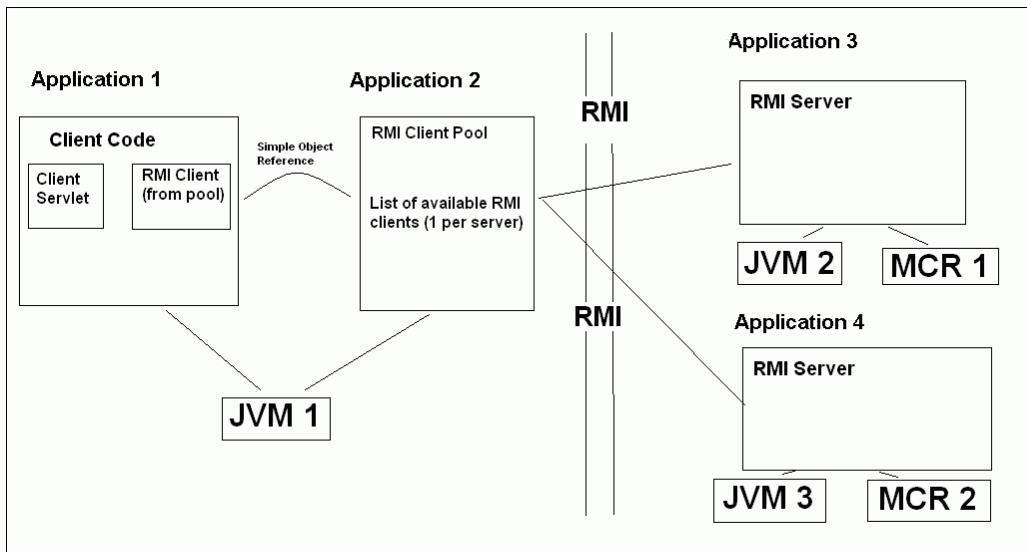 Application 1
Client Code
Client
Servlet
RMI Client
(from pool)
Simple Object
Reference
Application 2
RMI Client Pool
List of available RMI
clients (1 per server)
JVM 1
RMI
RMI
Application 3
RMI Server
JVM 2
MCR 1
Application 4
RMI Server
JVM 3
MCR 2